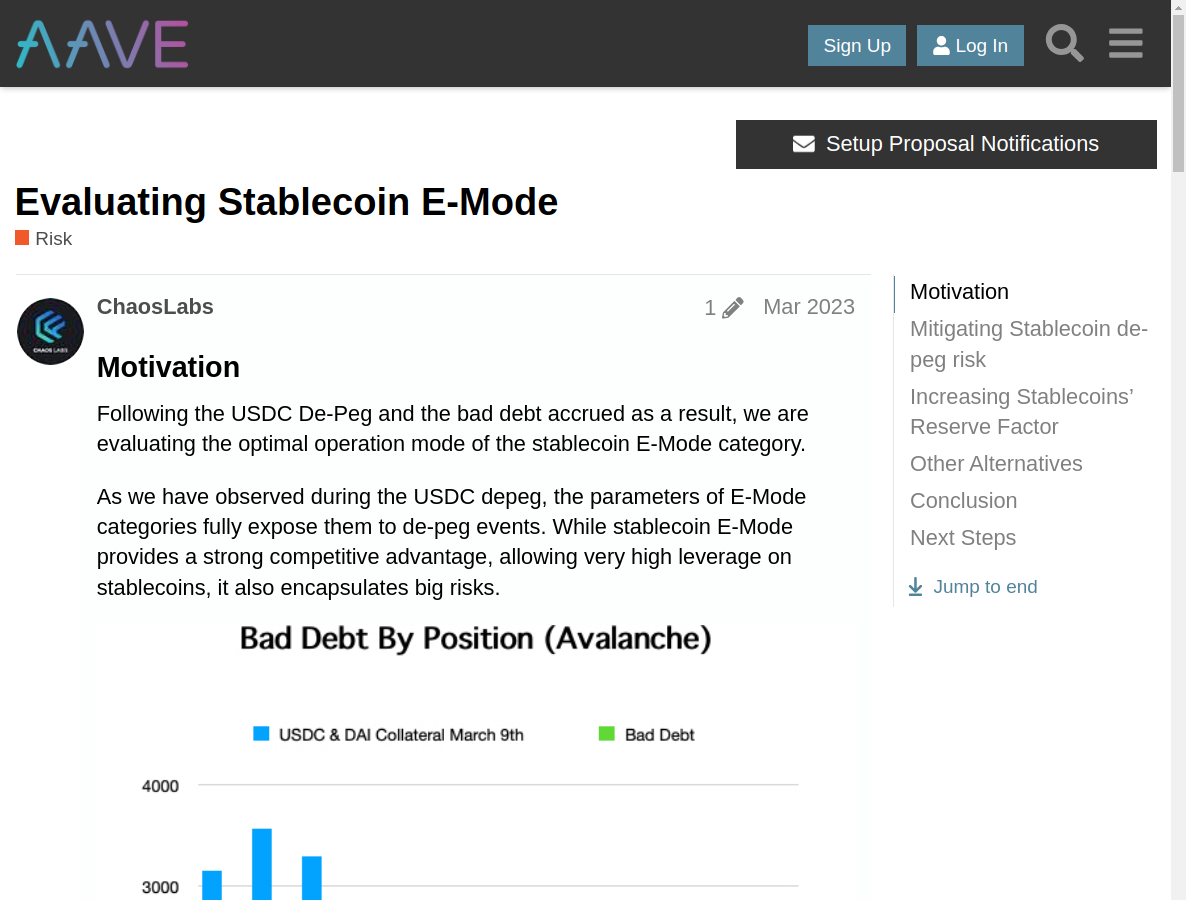 AAVE
Sign Up
Log In
Setup Proposal Notifications
Evaluating Stablecoin E-Mode
Risk
ChaosLabs
1
Mar 2023
CHAOS LABS
Motivation
Following the USDC De-Peg and the bad debt accrued as a result, we are
evaluating the optimal operation mode of the stablecoin E-Mode category.
As we have observed during the USDC depeg, the parameters of E-Mode
categories fully expose them to de-peg events. While stablecoin E-Mode
provides a strong competitive advantage, allowing very high leverage on
stablecoins, it also encapsulates big risks.
Bad Debt By Position (Avalanche)
USDC & DAI Collateral March 9th
Bad Debt
4000
3000
Motivation
Mitigating Stablecoin de-
peg risk
Increasing Stablecoins’
Reserve Factor
Other Alternatives
Conclusion
Next Steps
Jump to end